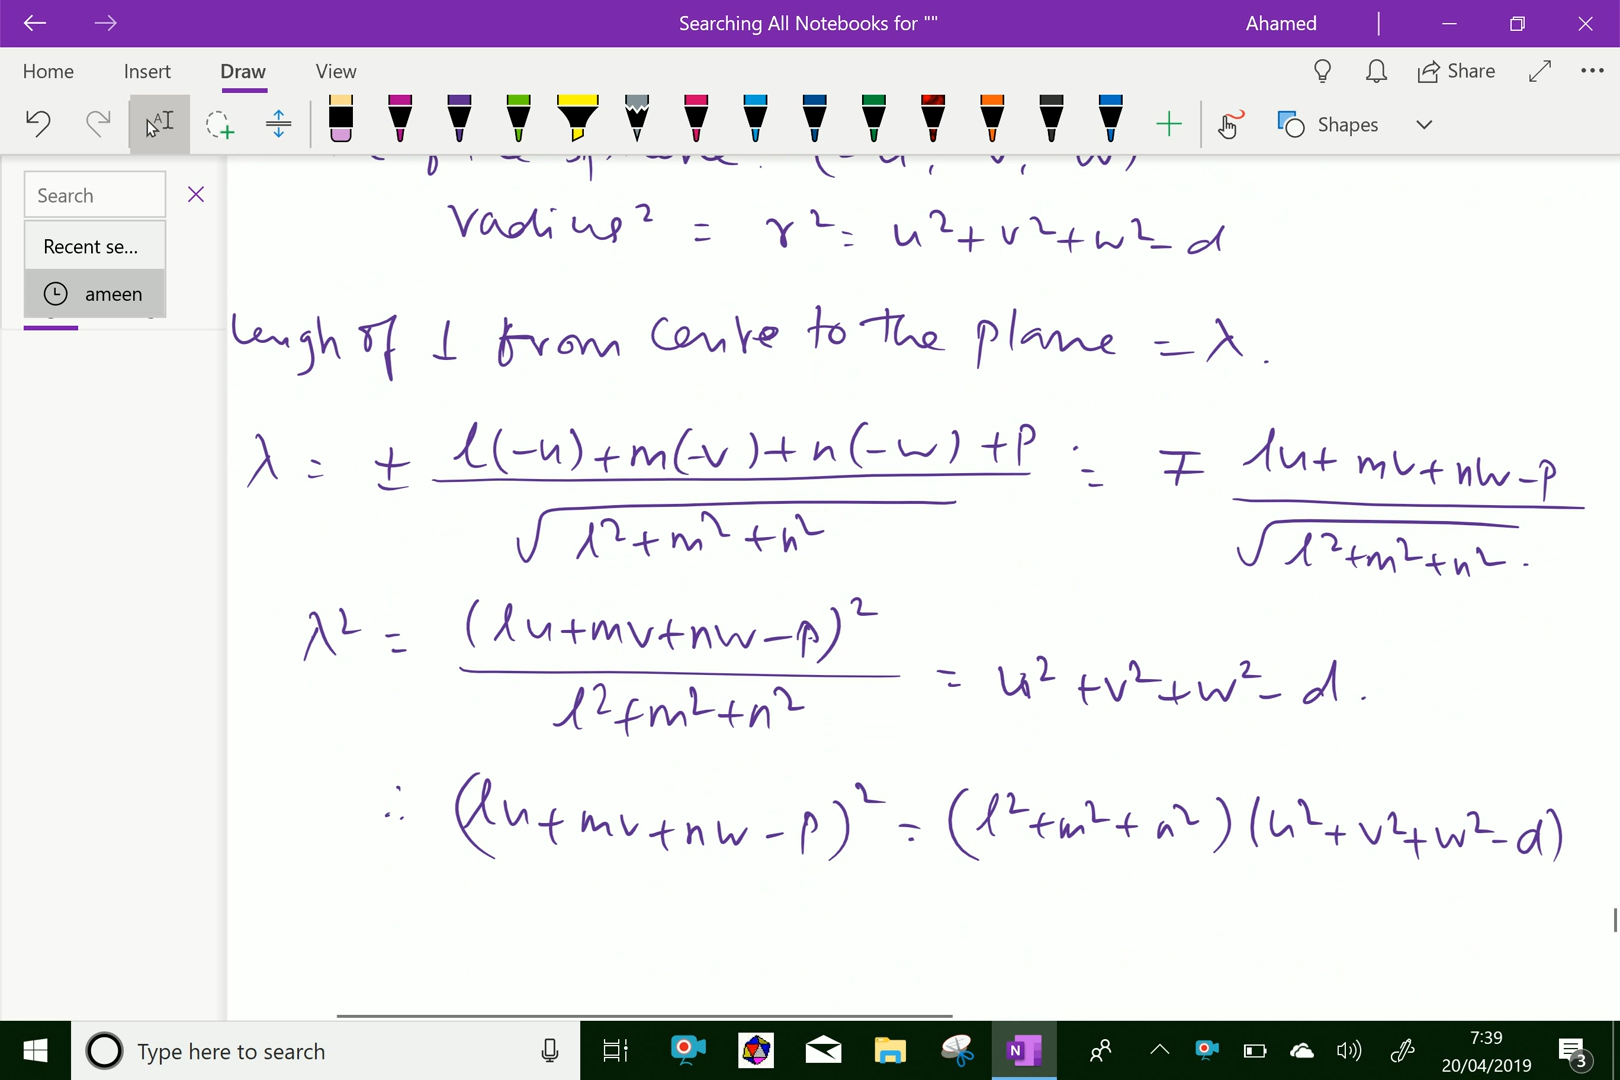 Searching All Notebooks for ""
Ahamed
Home Insert Draw View
Share
Shapes
Search
Recent se...
ameen
radius² = r² = u²+v²+w²-d
Lengh of ⊥ from Centre to the plane = λ.
λ = ± l(-u)+m(-v)+n(-w)+p / √l²+m²+n² = ∓ lu+mv+nw-p / √l²+m²+n².
λ² = (lu+mv+nw-p)² / l²+m²+n² = u²+v²+w²-d.
∴ (lu+mv+nw-p)² = (l²+m²+n²)(u²+v²+w²-d)
Type here to search
7:39
20/04/2019
3